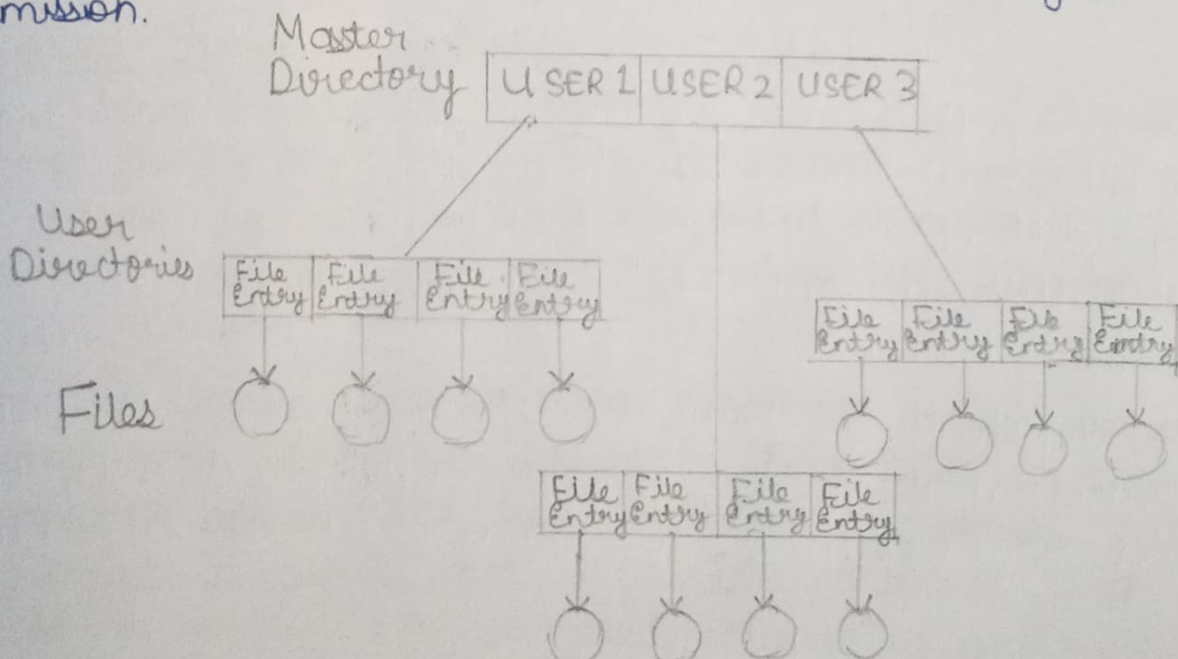 mission.
Master
Directory
USER 1 USER 2 USER 3
User
Directories
File File File File
Entry Entry Entry Entry
File File File File
Entry Entry Entry Entry
Files
File File File File
Entry Entry Entry Entry